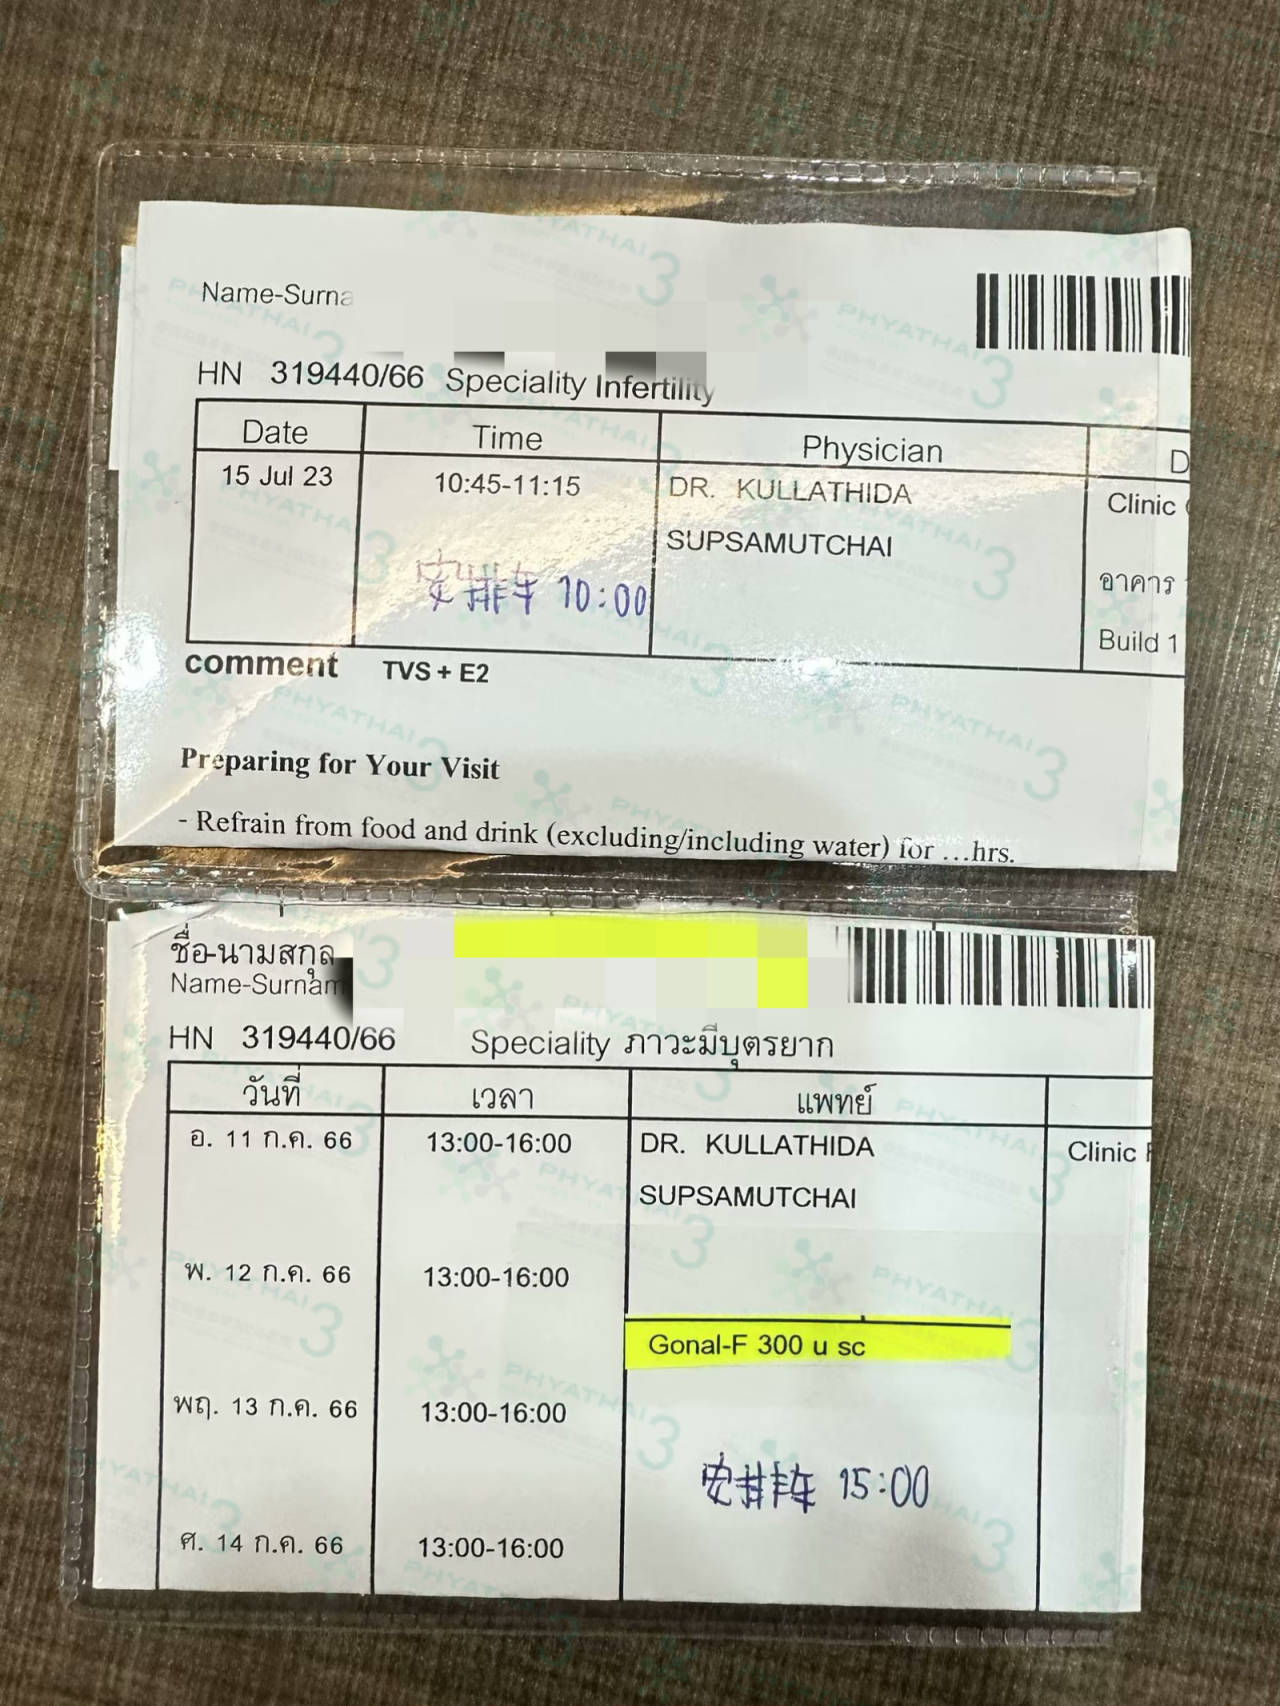 Name-Surna
HN 319440/66 Speciality Infertility
Date Time Physician D
15 Jul 23 10:45-11:15 DR. KULLATHIDA Clinic
SUPSAMUTCHAI
安排车 10:00 อาคาร
Build 1
comment TVS + E2
Preparing for Your Visit
- Refrain from food and drink (excluding/including water) for ...hrs.
ชื่อ-นามสกุล
Name-Surnam
HN 319440/66 Speciality ภาวะมีบุตรยาก
วันที่ เวลา แพทย์
อ. 11 ก.ค. 66 13:00-16:00 DR. KULLATHIDA Clinic
SUPSAMUTCHAI
พ. 12 ก.ค. 66 13:00-16:00
Gonal-F 300 u sc
พฤ. 13 ก.ค. 66 13:00-16:00
安排车 15:00
ศ. 14 ก.ค. 66 13:00-16:00
PHYATHAI 3